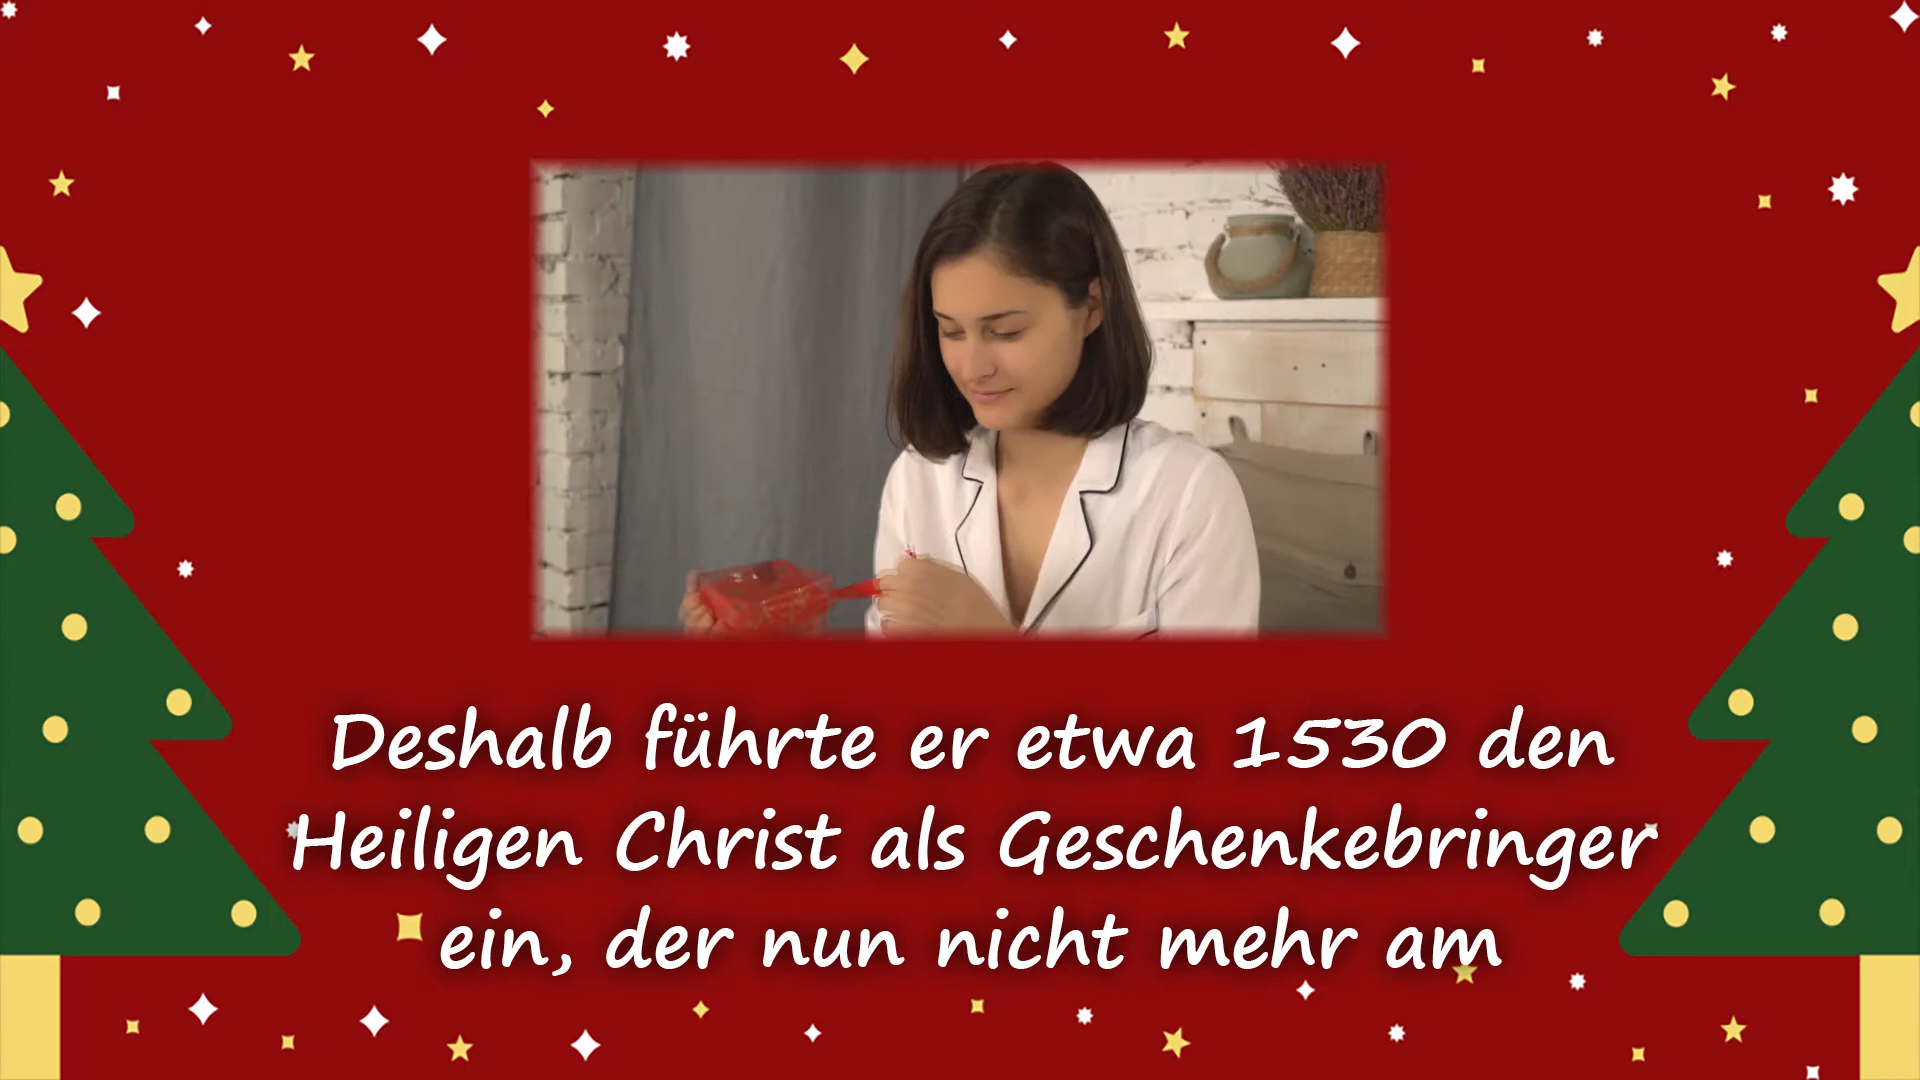 Deshalb führte er etwa 1530 den
Heiligen Christ als Geschenkebringer
ein, der nun nicht mehr am